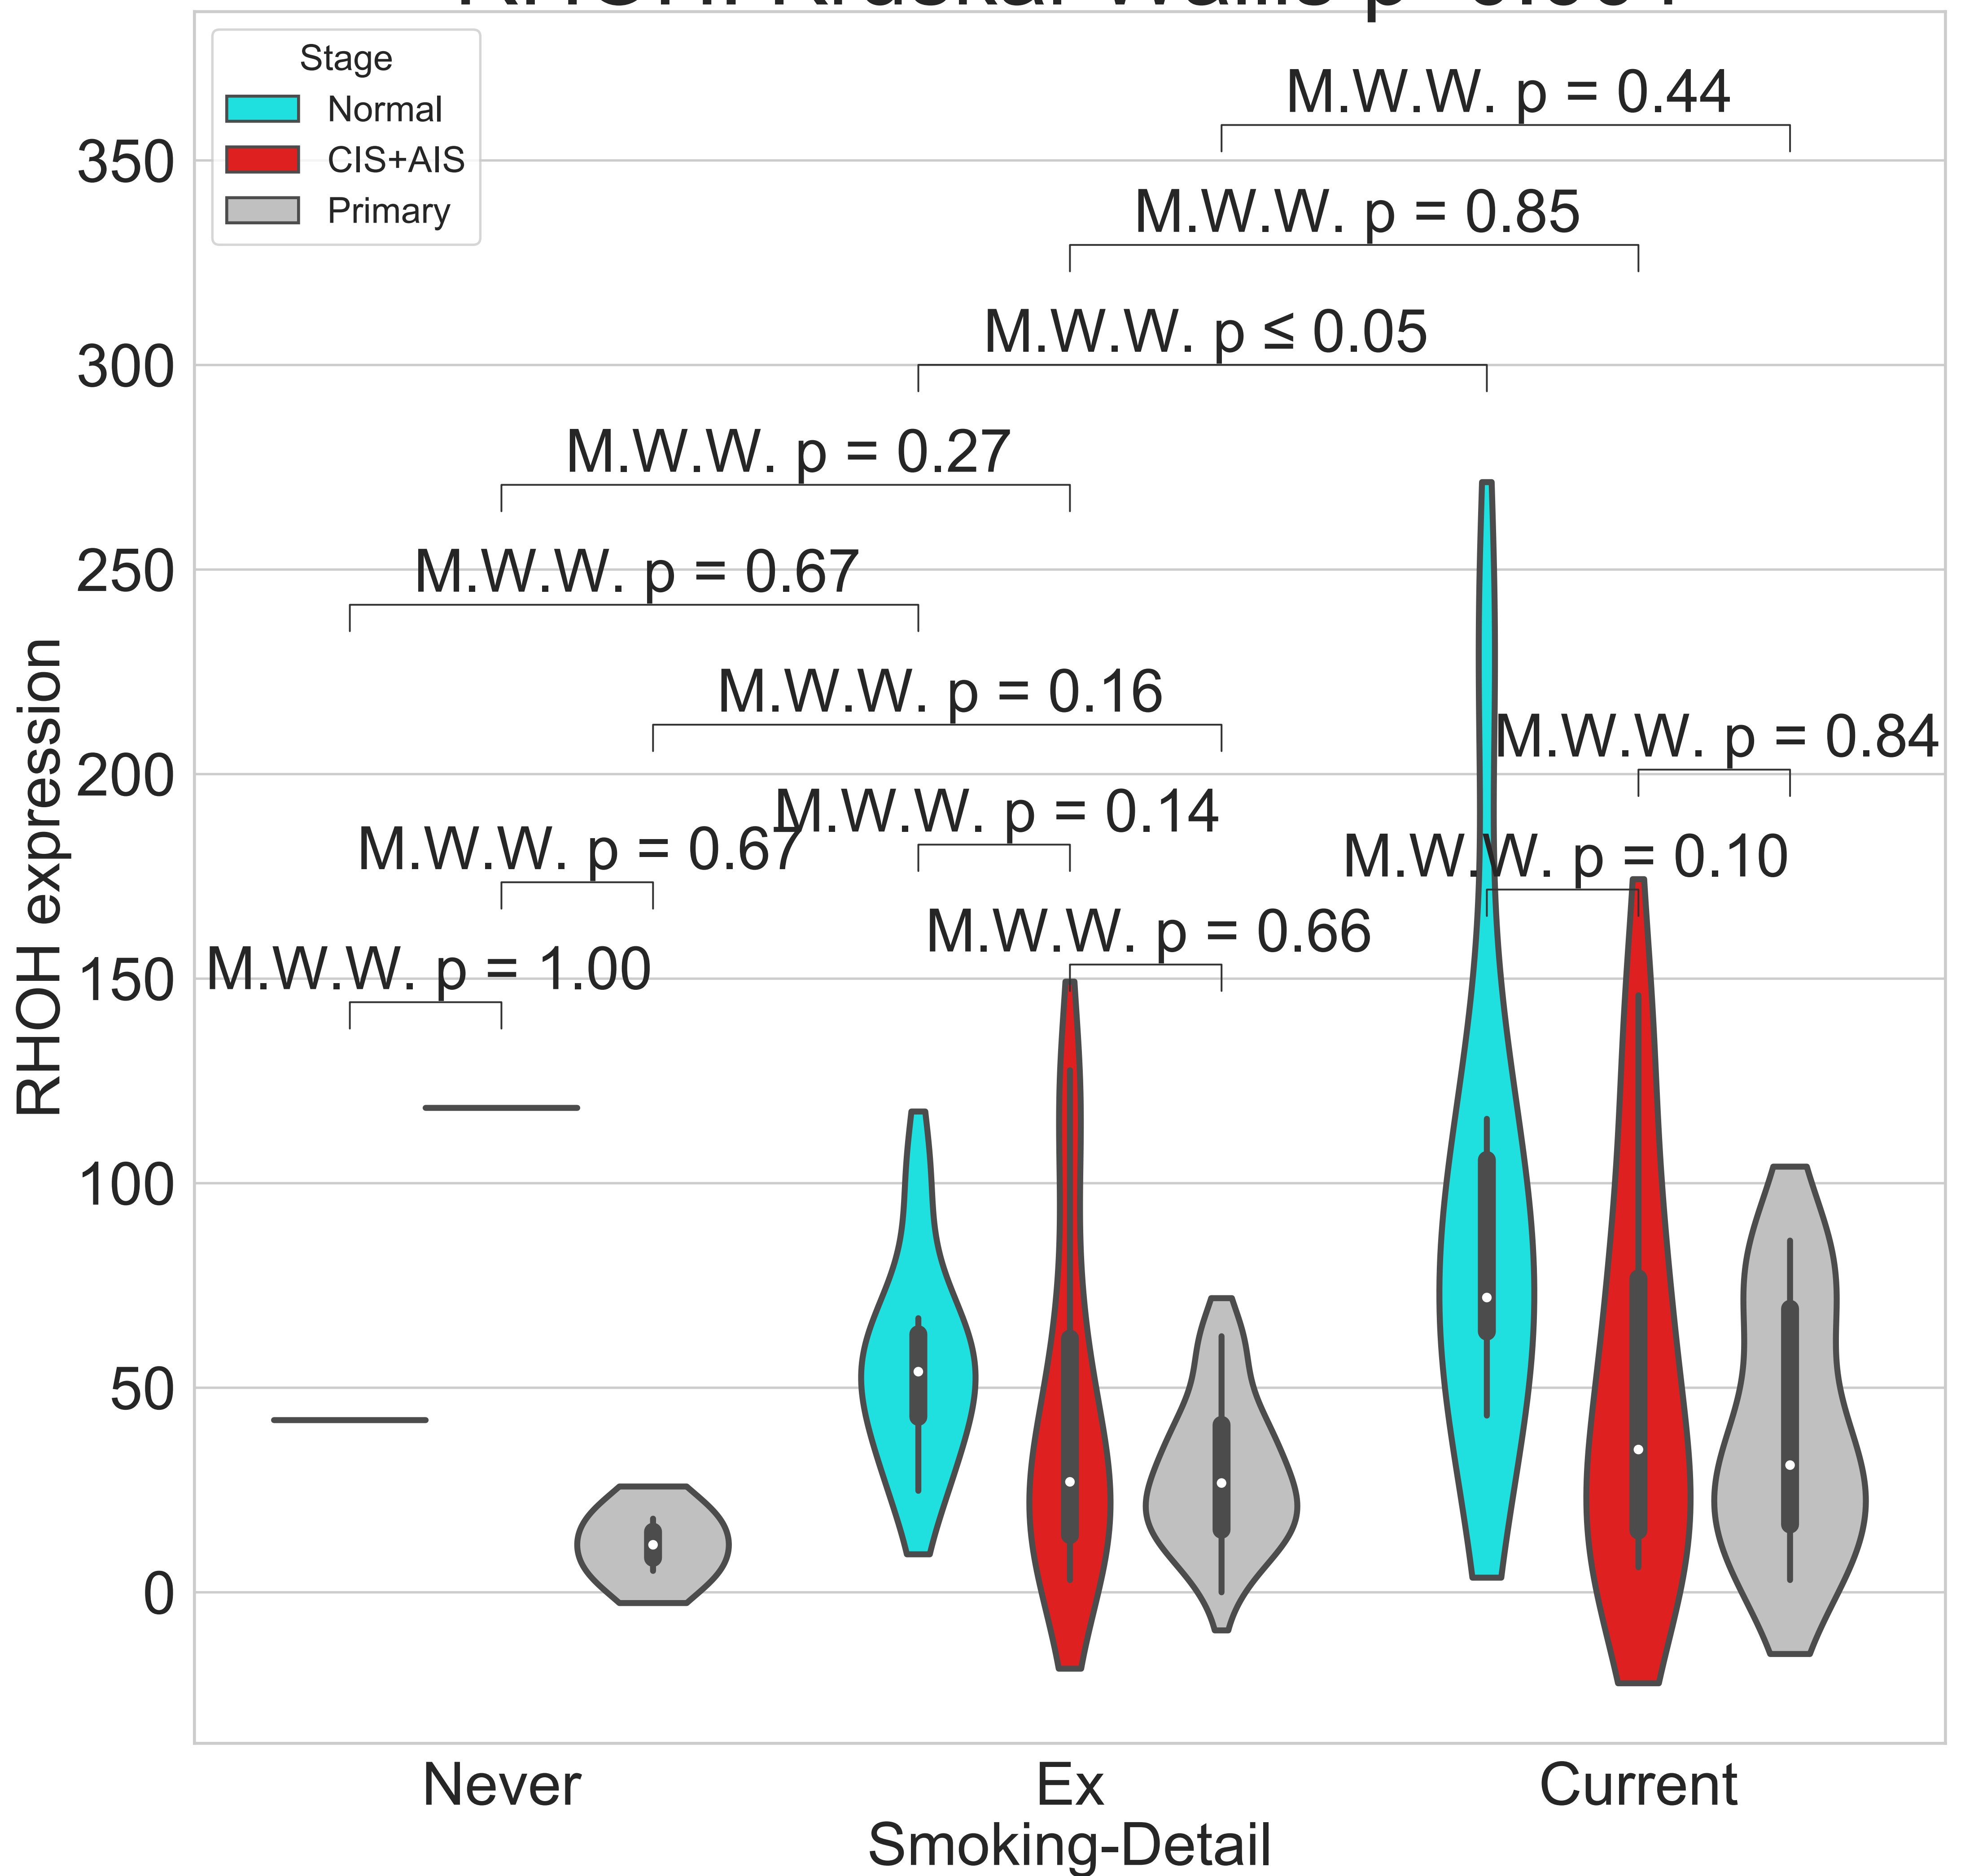 Stage
Normal
CIS+AIS
Primary
M.W.W. p = 0.44
M.W.W. p = 0.85
M.W.W. p ≤ 0.05
M.W.W. p = 0.27
M.W.W. p = 0.67
M.W.W. p = 0.16
M.W.W. p = 0.84
M.W.W. p = 0.14
M.W.W. p = 0.67
M.W.W. p = 0.10
M.W.W. p = 0.66
M.W.W. p = 1.00
350
300
250
200
150
100
50
0
RHOH expression
Never
Ex
Current
Smoking-Detail